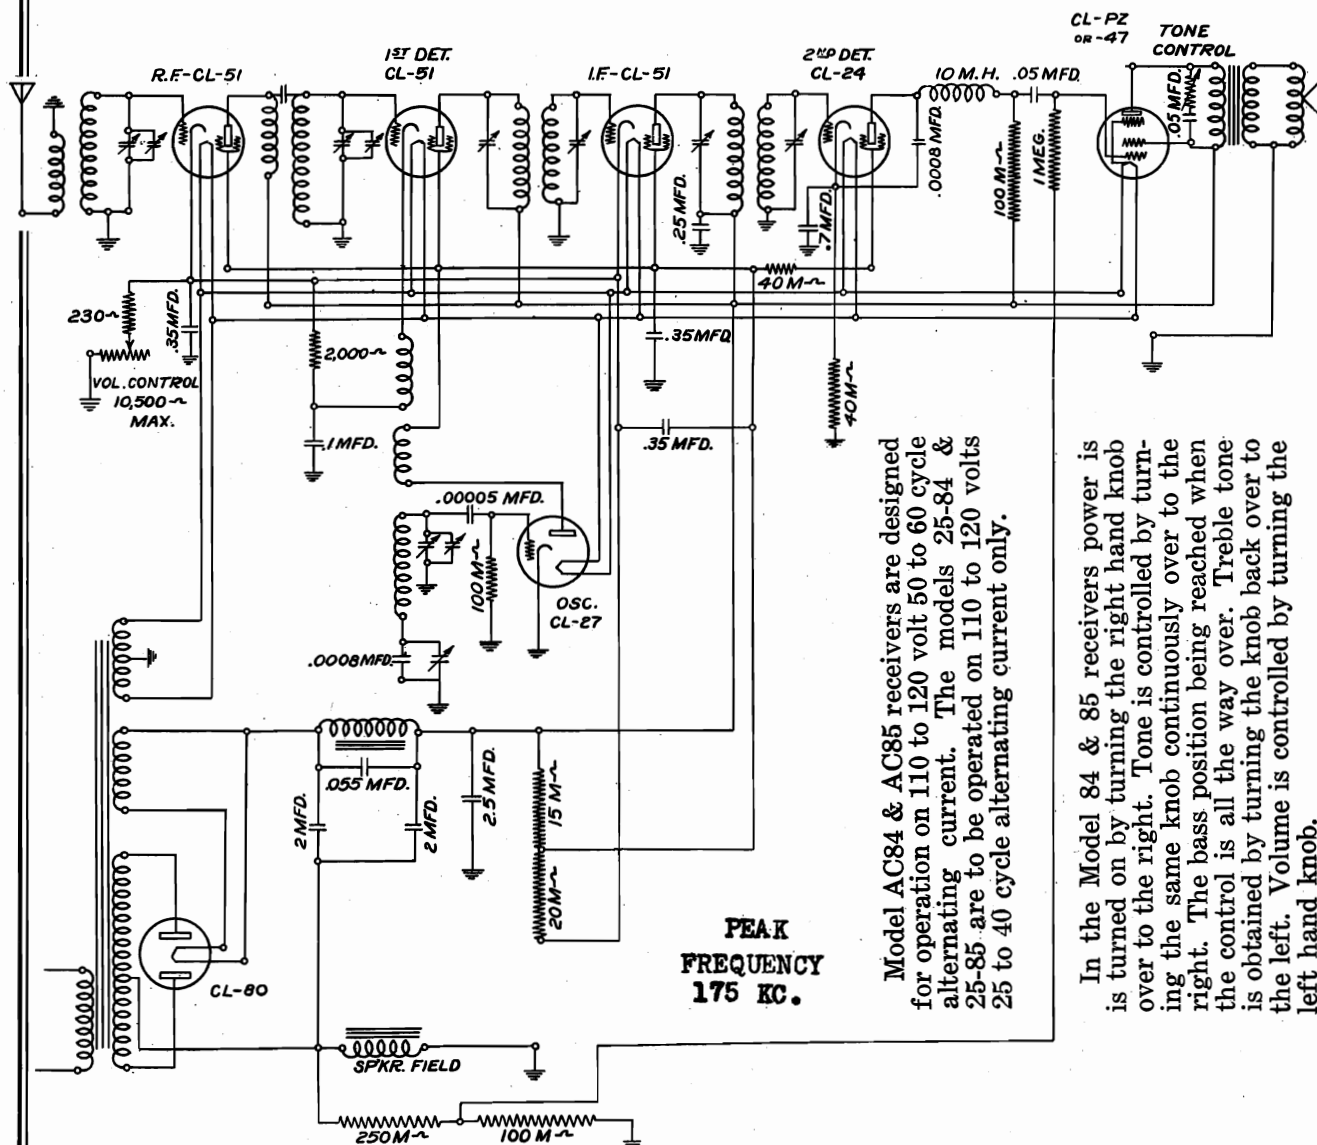 CL-PZ
OR-47
TONE
CONTROL
R.F.-CL-51
1ST DET.
CL-51
I.F.-CL-51
2ND DET.
CL-24
10 M.H.
.05 MFD.
.05 MFD.
.0008 MFD.
100 M~
1 MEG.
.25 MFD.
.7 MFD.
40 M~
230~
.35 MFD.
2,000~
.35 MFD.
VOL. CONTROL
10,500~
MAX.
40 M~
.1 MFD.
.35 MFD.
.00005 MFD.
100 M~
OSC.
CL-27
.0008 MFD.
.055 MFD.
2 MFD.
2 MFD.
2.5 MFD.
15 M~
20 M~
CL-80
SP'KR. FIELD
250 M~
100 M~
PEAK
FREQUENCY
175 KC.
Model AC84 & AC85 receivers are designed
for operation on 110 to 120 volt 50 to 60 cycle
alternating current. The models 25-84 &
25-85 are to be operated on 110 to 120 volts
25 to 40 cycle alternating current only.
In the Model 84 & 85 receivers power is
is turned on by turning the right hand knob
over to the right. Tone is controlled by turn-
ing the same knob continuously over to the
right. The bass position being reached when
the control is all the way over. Treble tone
is obtained by turning the knob back over to
the left. Volume is controlled by turning the
left hand knob.